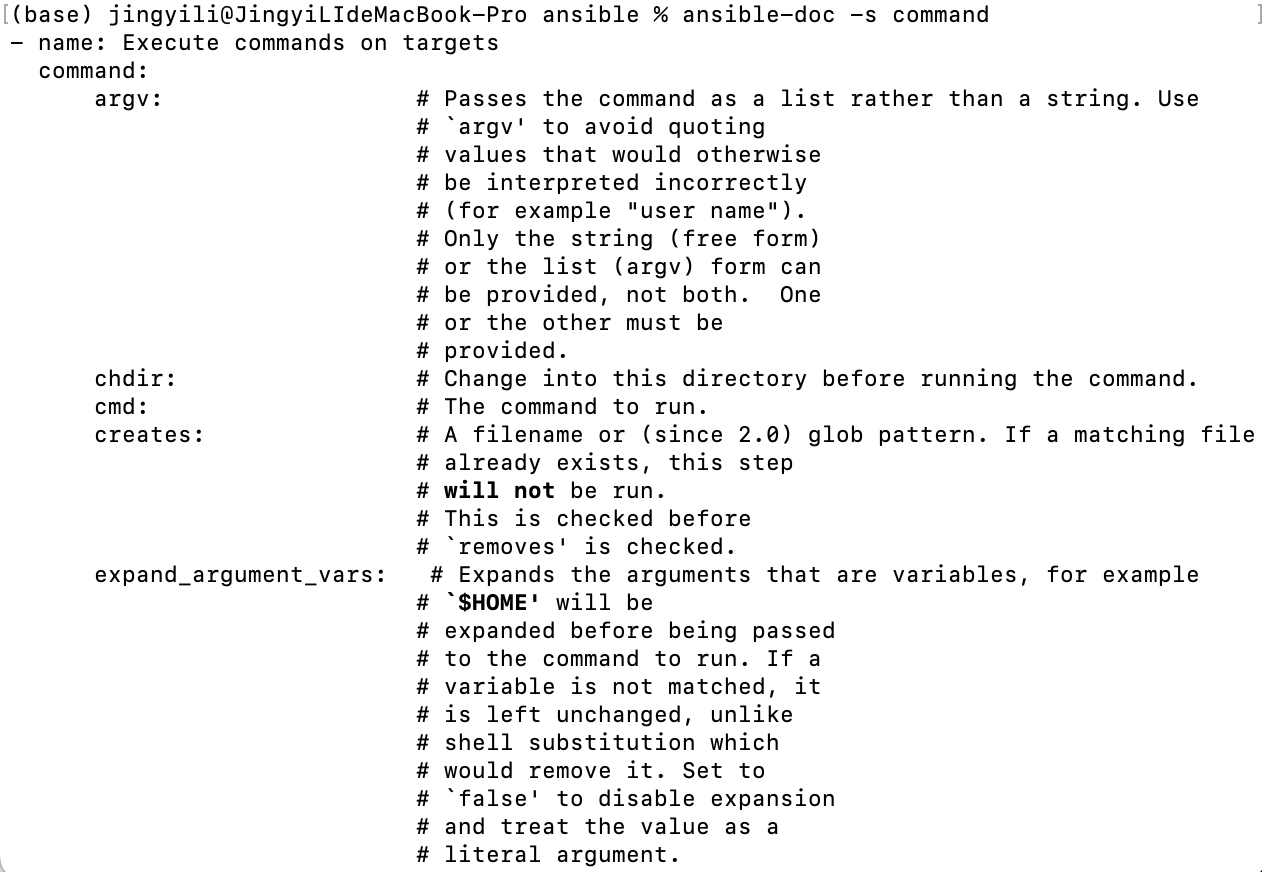 [(base) jingyili@JingyiLIdeMacBook-Pro ansible % ansible-doc -s command ]
- name: Execute commands on targets
  command:
      argv:                  # Passes the command as a list rather than a string. Use
                             # `argv' to avoid quoting
                             # values that would otherwise
                             # be interpreted incorrectly
                             # (for example "user name").
                             # Only the string (free form)
                             # or the list (argv) form can
                             # be provided, not both.  One
                             # or the other must be
                             # provided.
      chdir:                 # Change into this directory before running the command.
      cmd:                   # The command to run.
      creates:               # A filename or (since 2.0) glob pattern. If a matching file
                             # already exists, this step
                             # will not be run.
                             # This is checked before
                             # `removes' is checked.
      expand_argument_vars:   # Expands the arguments that are variables, for example
                             # `$HOME' will be
                             # expanded before being passed
                             # to the command to run. If a
                             # variable is not matched, it
                             # is left unchanged, unlike
                             # shell substitution which
                             # would remove it. Set to
                             # `false' to disable expansion
                             # and treat the value as a
                             # literal argument.